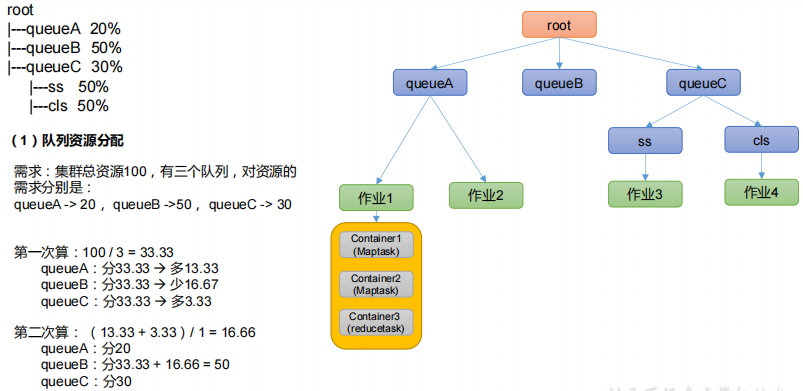 root
|---queueA 20%
|---queueB 50%
|---queueC 30%
|---ss 50%
|---cls 50%
（1）队列资源分配
需求：集群总资源100，有三个队列，对资源的
需求分别是：
queueA -> 20 ， queueB ->50 ， queueC -> 30
第一次算：100 / 3 = 33.33
queueA：分33.33 → 多13.33
queueB：分33.33 → 少16.67
queueC：分33.33 → 多3.33
第二次算：（13.33 + 3.33）/ 1 = 16.66
queueA：分20
queueB：分33.33 + 16.66 = 50
queueC：分30
root
queueA
queueB
queueC
ss
cls
作业1
作业2
作业3
作业4
Container1
(Maptask)
Container2
(Maptask)
Container3
(reducetask)